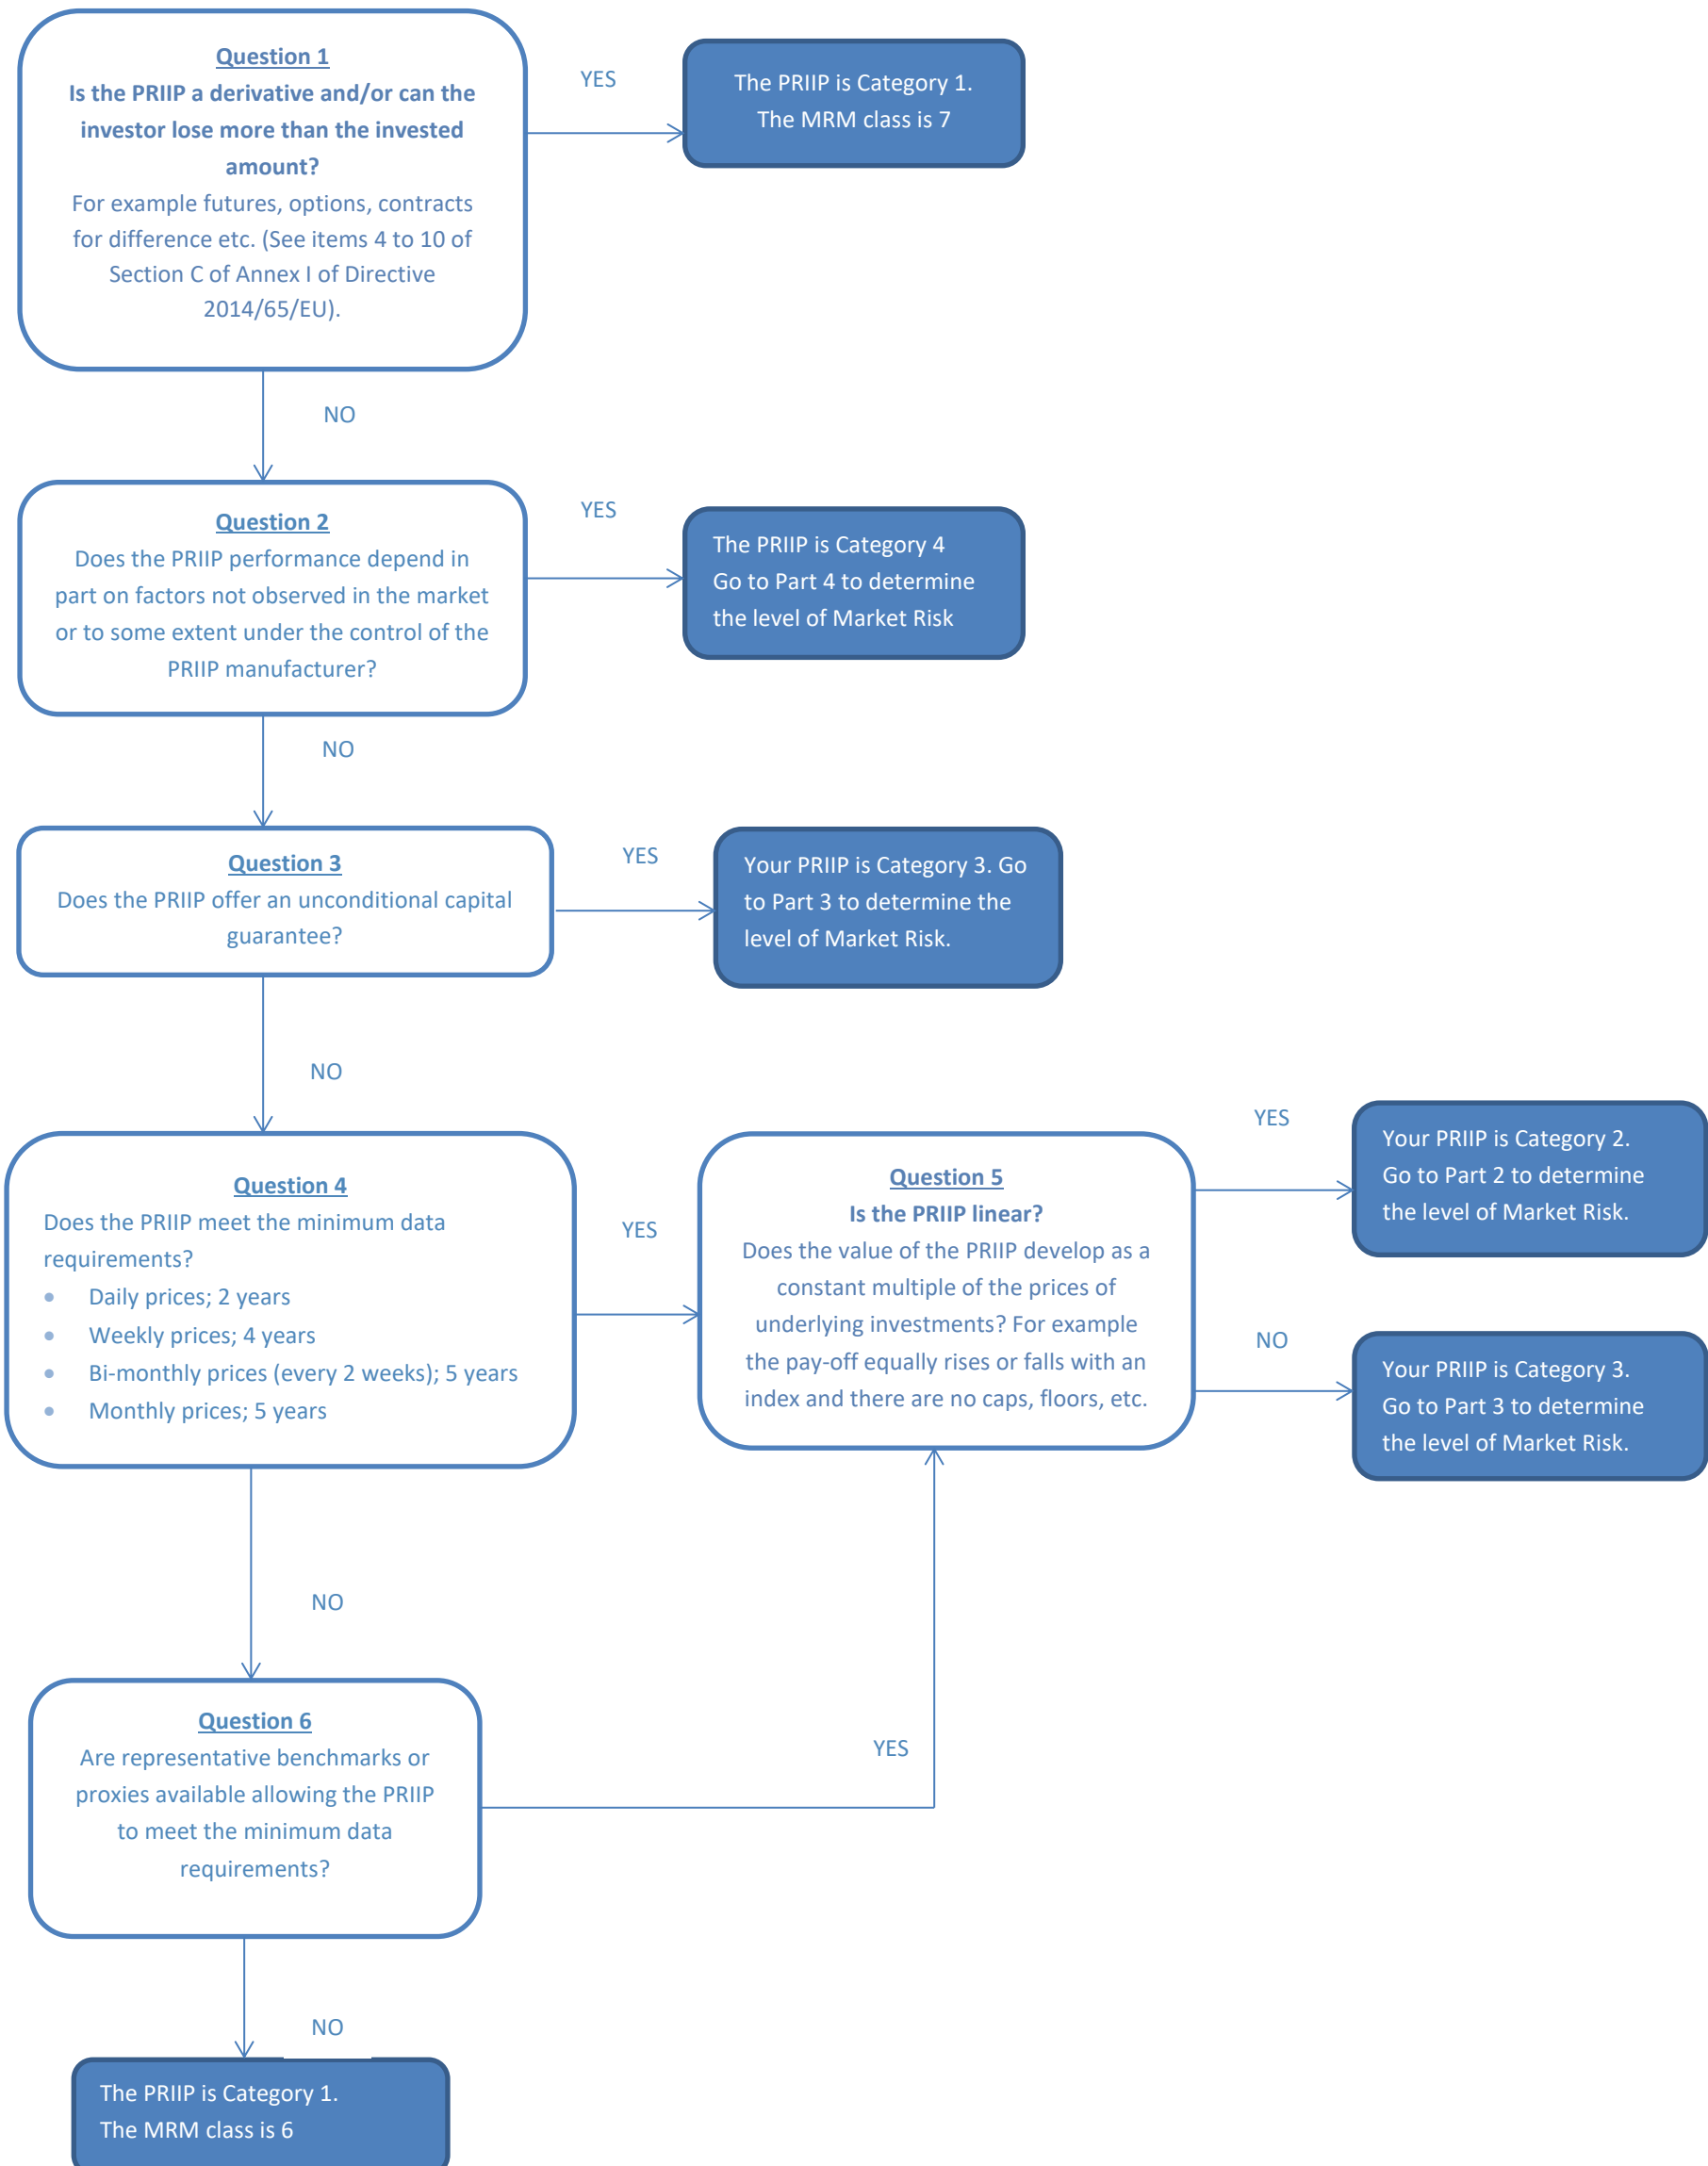 Question 1
Is the PRIIP a derivative and/or can the
investor lose more than the invested
amount?
For example futures, options, contracts
for difference etc. (See items 4 to 10 of
Section C of Annex I of Directive
2014/65/EU).
YES
The PRIIP is Category 1.
The MRM class is 7
NO
Question 2
Does the PRIIP performance depend in
part on factors not observed in the market
or to some extent under the control of the
PRIIP manufacturer?
YES
The PRIIP is Category 4
Go to Part 4 to determine
the level of Market Risk
NO
Question 3
Does the PRIIP offer an unconditional capital
guarantee?
YES
Your PRIIP is Category 3. Go
to Part 3 to determine the
level of Market Risk.
NO
Question 4
Does the PRIIP meet the minimum data
requirements?
• Daily prices; 2 years
• Weekly prices; 4 years
• Bi-monthly prices (every 2 weeks); 5 years
• Monthly prices; 5 years
YES
Question 5
Is the PRIIP linear?
Does the value of the PRIIP develop as a
constant multiple of the prices of
underlying investments? For example
the pay-off equally rises or falls with an
index and there are no caps, floors, etc.
YES
Your PRIIP is Category 2.
Go to Part 2 to determine
the level of Market Risk.
NO
Your PRIIP is Category 3.
Go to Part 3 to determine
the level of Market Risk.
NO
Question 6
Are representative benchmarks or
proxies available allowing the PRIIP
to meet the minimum data
requirements?
YES
NO
The PRIIP is Category 1.
The MRM class is 6